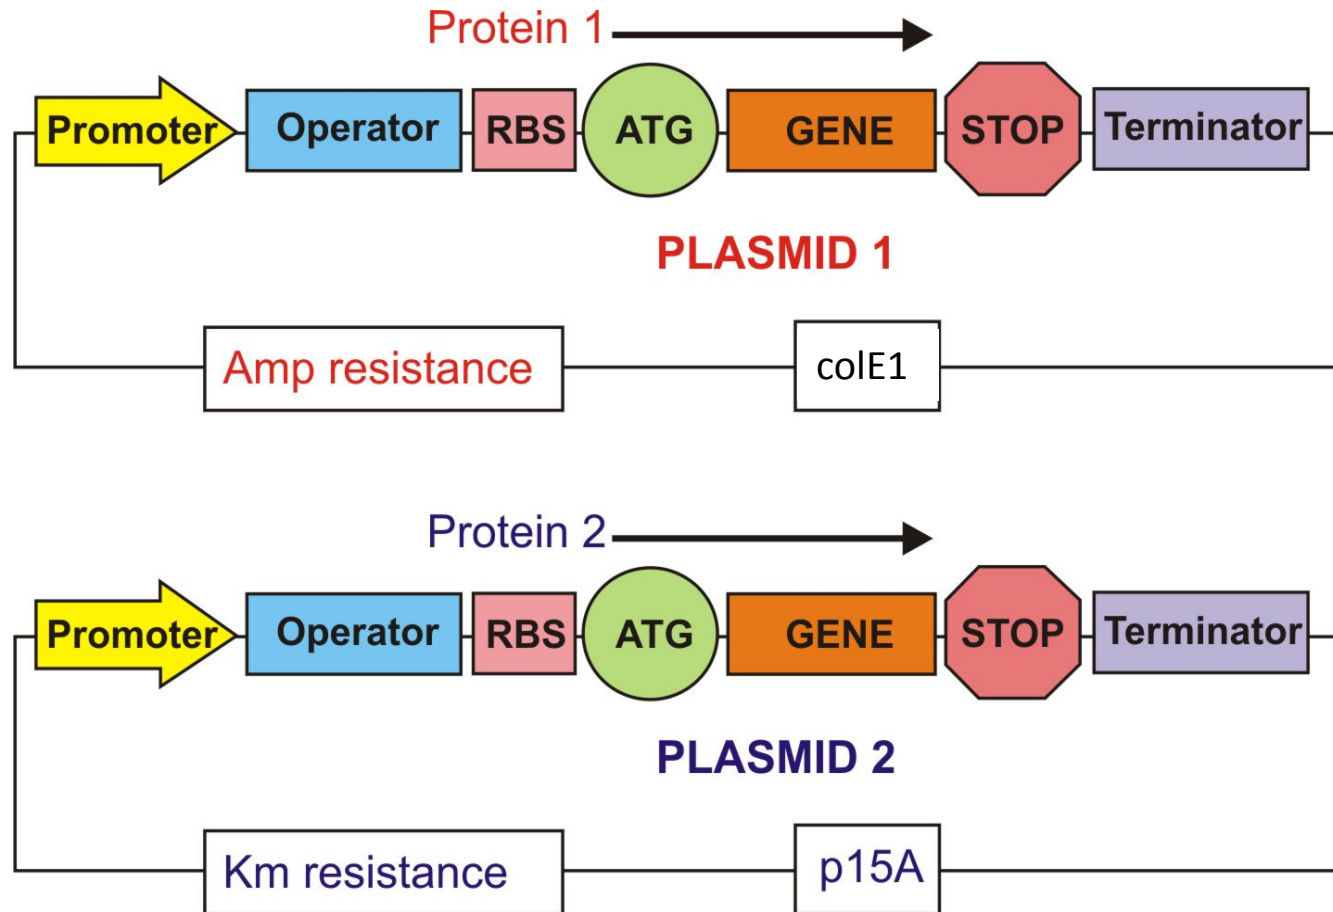 Protein 1
Promoter Operator RBS ATG GENE STOP Terminator
PLASMID 1
Amp resistance colE1
Protein 2
Promoter Operator RBS ATG GENE STOP Terminator
PLASMID 2
Km resistance p15A